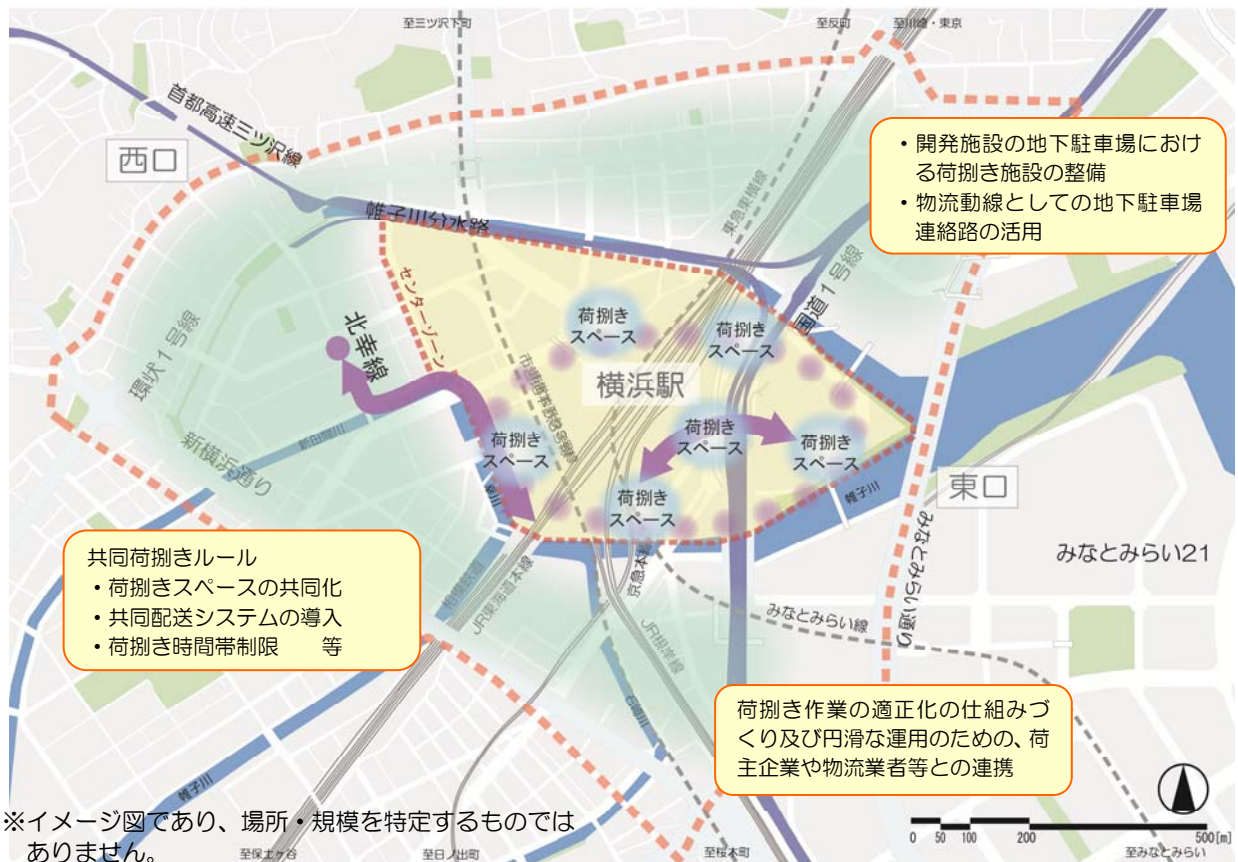 至三ツ沢下町
至反町
至川崎・東京
首都高速三ツ沢線
西口
・開発施設の地下駐車場におけ
る荷捌き施設の整備
・物流動線としての地下駐車場
連絡路の活用
帷子川分水路
東急東横線
国道1号線
センターゾーン
北幸線
環状1号線
荷捌き
スペース
荷捌き
スペース
横浜駅
新田間川
新横浜通り
荷捌き
スペース
荷捌き
スペース
荷捌き
スペース
荷捌き
スペース
幸川
帷子川
東口
共同荷捌きルール
・荷捌きスペースの共同化
・共同配送システムの導入
・荷捌き時間帯制限　等
相模鉄道
JR東海道本線
京急本線
みなとみらい21
みなとみらい線
みなとみらい通り
JR根岸線
石崎川
荷捌き作業の適正化の仕組みづ
くり及び円滑な運用のための、荷
主企業や物流業者等との連携
帷子川
※イメージ図であり、場所・規模を特定するものでは
ありません。
至保土ヶ谷
至日ノ出町
至桜木町
0 50 100 200 500[m]
至みなとみらい